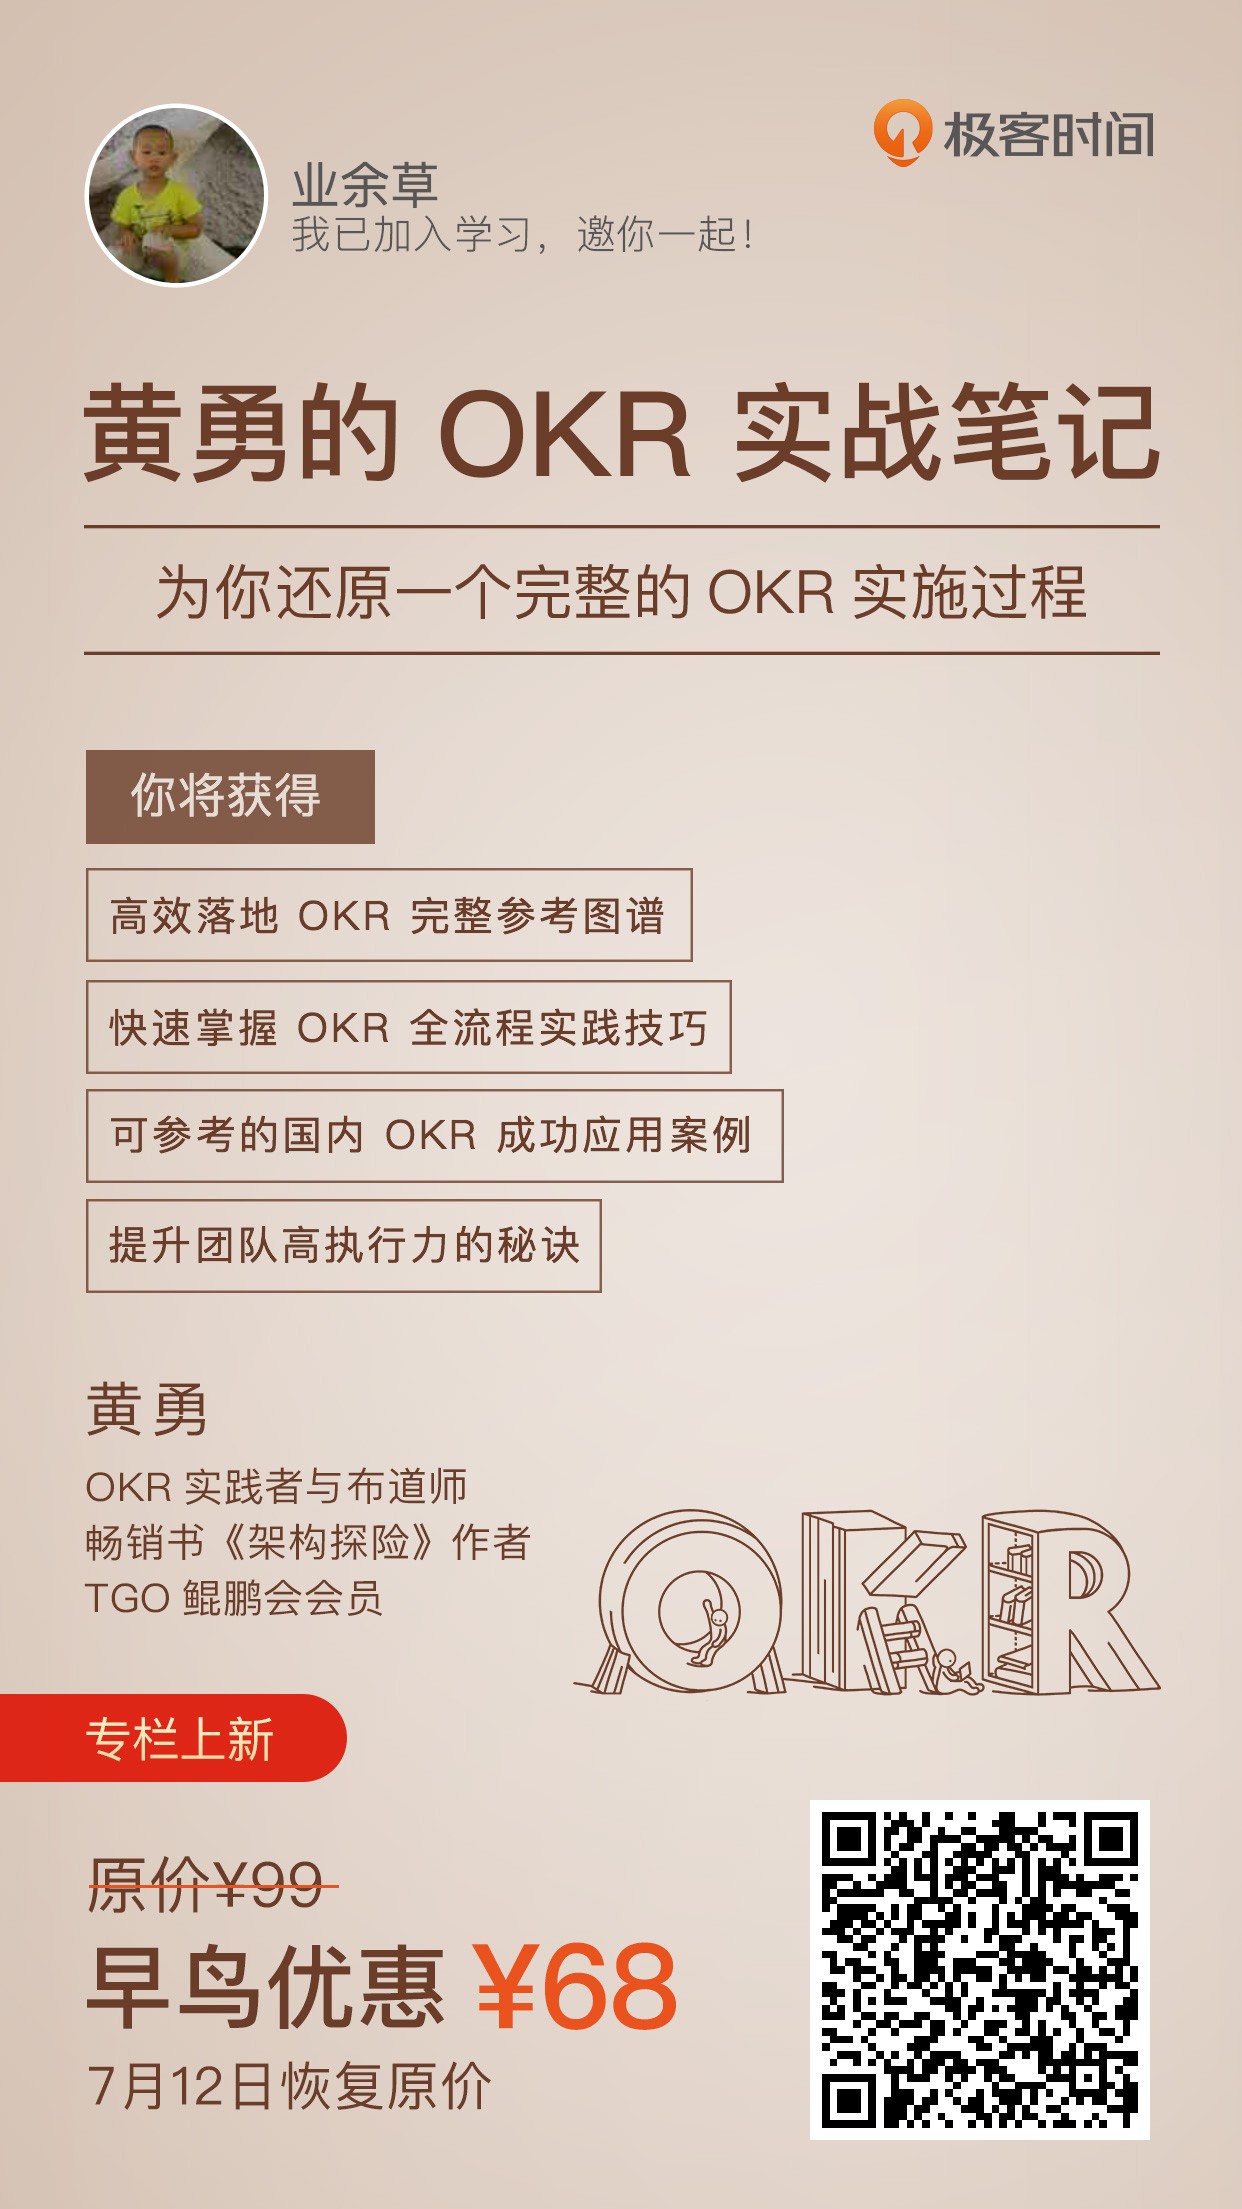 极客时间
业余草
我已加入学习，邀你一起！
黄勇的 OKR 实战笔记
为你还原一个完整的 OKR 实施过程
你将获得
高效落地 OKR 完整参考图谱
快速掌握 OKR 全流程实践技巧
可参考的国内 OKR 成功应用案例
提升团队高执行力的秘诀
黄勇
OKR 实践者与布道师
畅销书《架构探险》作者
TGO 鲲鹏会会员
OKR
专栏上新
原价¥99
早鸟优惠 ¥68
7月12日恢复原价